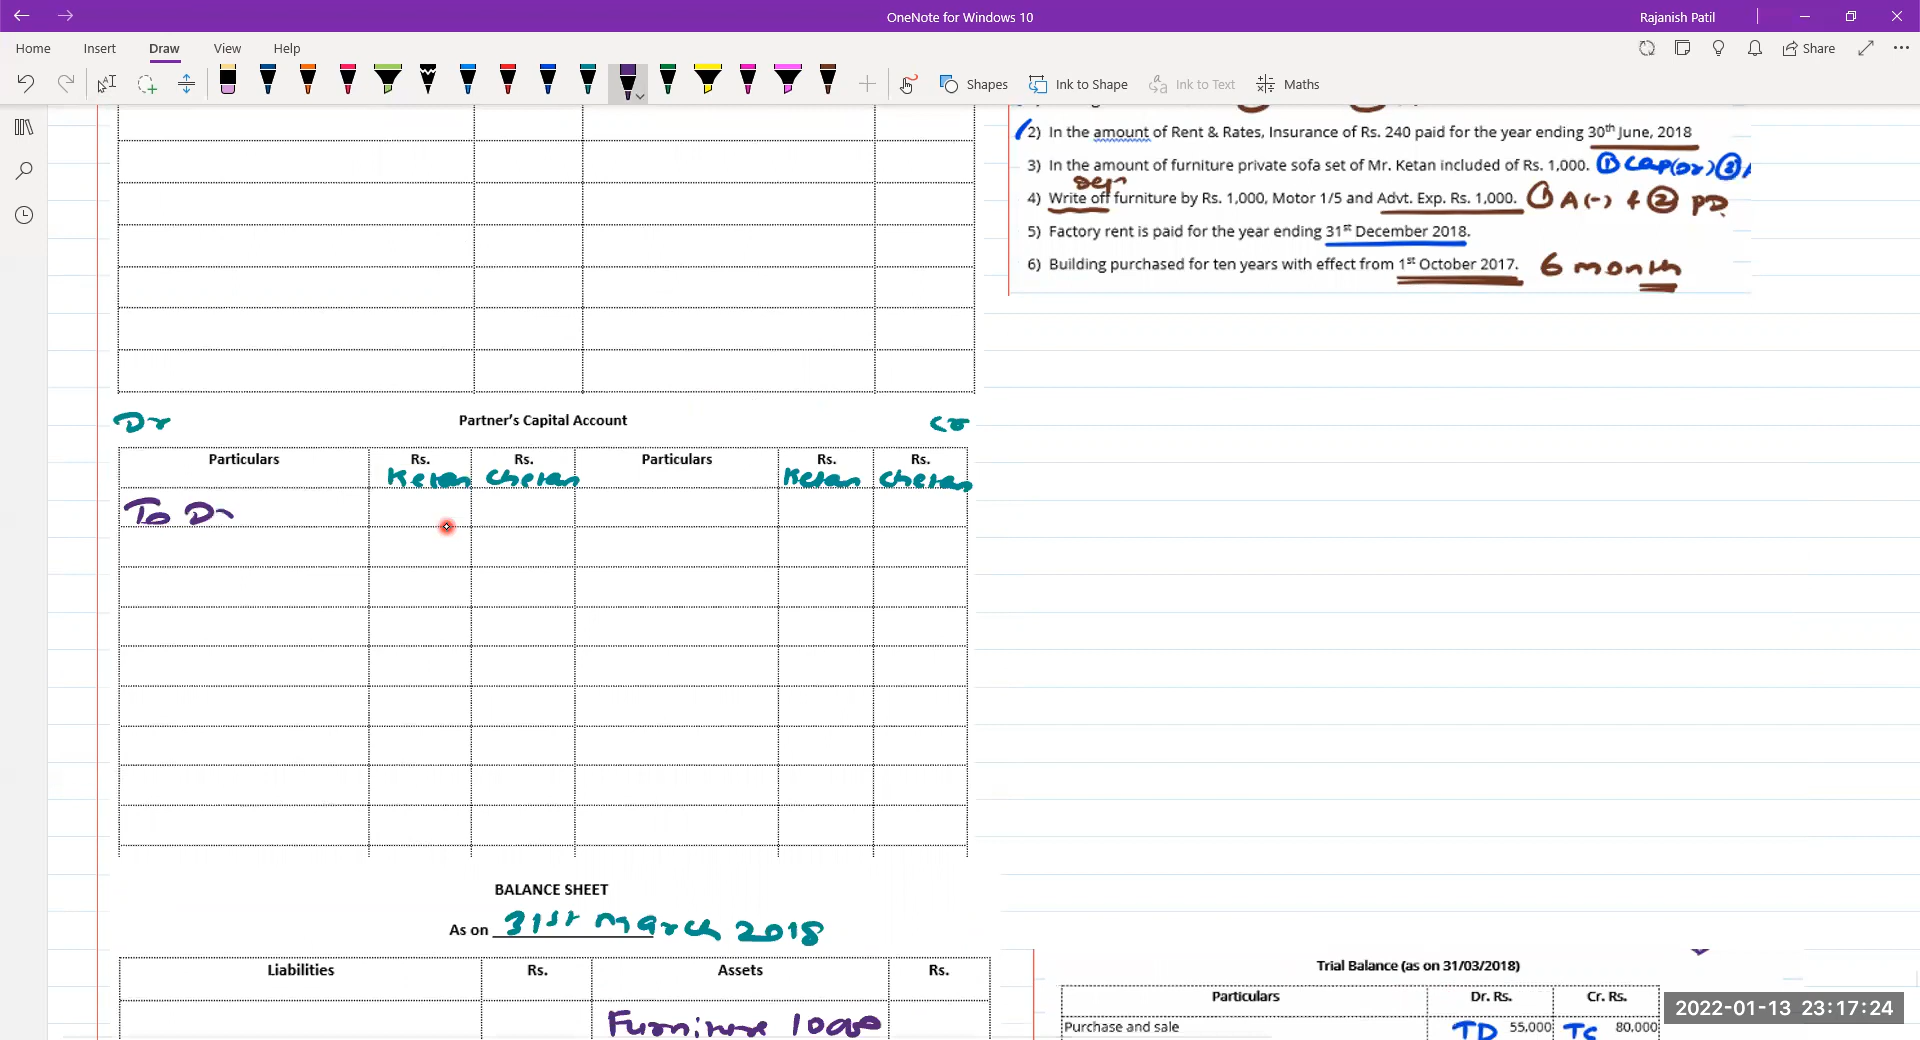 OneNote for Windows 10
Rajanish Patil
Home Insert Draw View Help
Share
Shapes Ink to Shape Ink to Text Maths
2) In the amount of Rent & Rates, Insurance of Rs. 240 paid for the year ending 30th June, 2018
3) In the amount of furniture private sofa set of Mr. Ketan included of Rs. 1,000. ① Cap(Dr) ②
Dep
4) Write off furniture by Rs. 1,000, Motor 1/5 and Advt. Exp. Rs. 1,000. ① A(-) & ② PD
5) Factory rent is paid for the year ending 31st December 2018.
6) Building purchased for ten years with effect from 1st October 2017. 6 month
Dr Partner's Capital Account Cr
Particulars Rs. Rs. Particulars Rs. Rs.
Ketan Chetan Ketan Chetan
To Dr
BALANCE SHEET
As on 31st March 2018
Liabilities Rs. Assets Rs.
Furniture 1000
Trial Balance (as on 31/03/2018)
Particulars Dr. Rs. Cr. Rs.
Purchase and sale TD 55,000 TC 80,000
2022-01-13 23:17:24